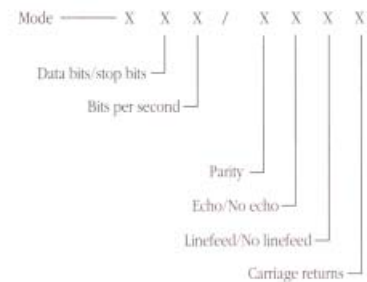 Mode X X X / X X X X
Data bits/stop bits
Bits per second
Parity
Echo/No echo
Linefeed/No linefeed
Carriage returns